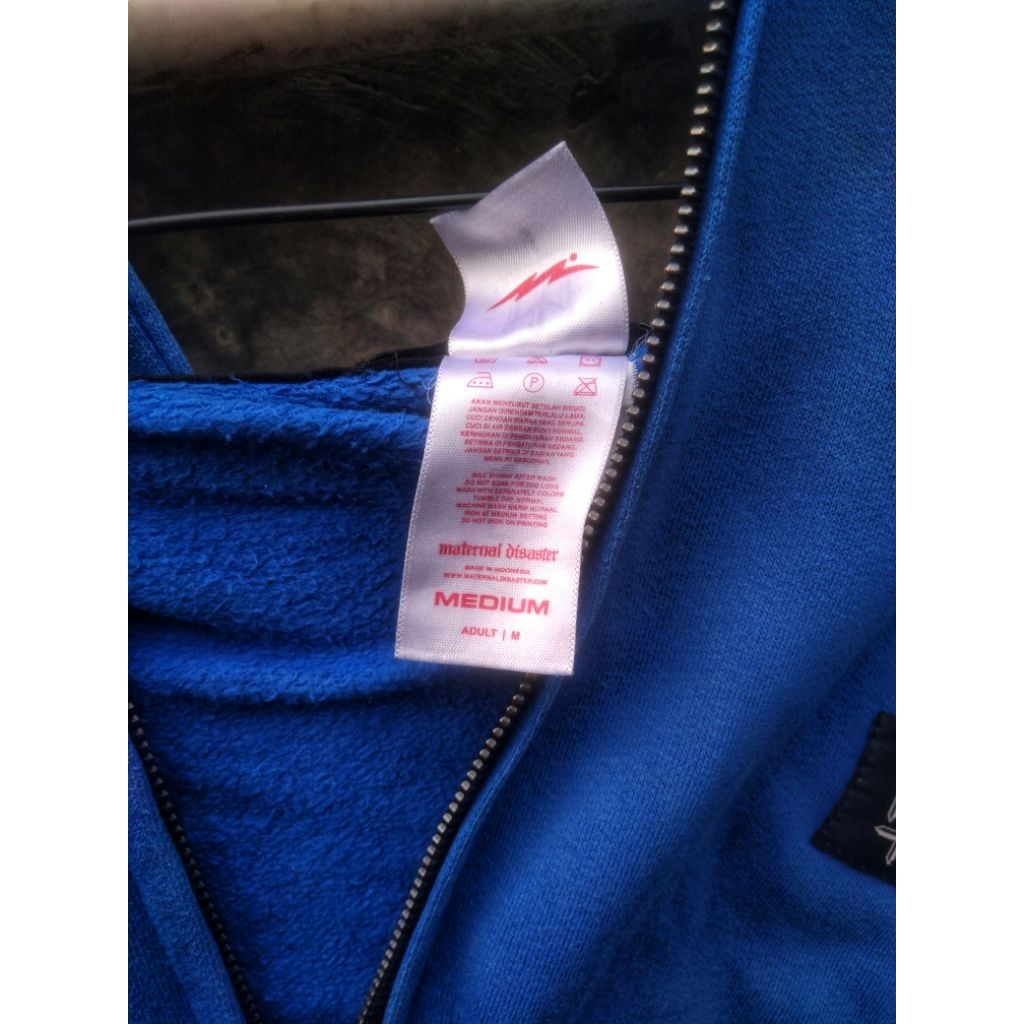 P
AKAN MENYUSUT SETELAH DICUCI.
JANGAN DIRENDAM TERLALU LAMA.
CUCI DENGAN WARNA YANG SERUPA.
CUCI DI AIR DENGAN SUHU NORMAL.
KERINGKAN DI PENGATURAN SEDANG.
SETRIKA DI PENGATURAN SEDANG.
JANGAN SETRIKA DI BAGIAN YANG
MEMILIKI SABLONAN.
WILL SHRINK AFTER WASH
DO NOT SOAK FOR TOO LONG
WASH WITH SEPARATELY COLORS
TUMBLE DRY NORMAL
MACHINE WASH WARM NORMAL
IRON AT MEDIUM SETTING
DO NOT IRON ON PRINTING
maternal disaster
MADE IN INDONESIA
WWW.MATERNALDISASTER.COM
MEDIUM
ADULT | M